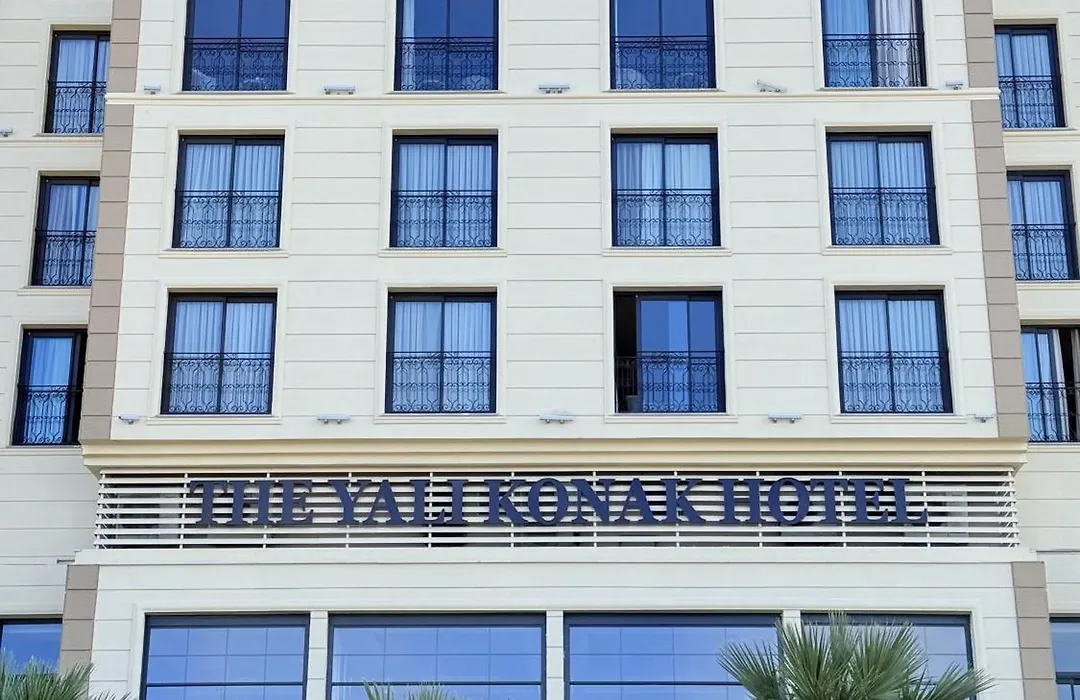 THE YALI KONAK HOTEL